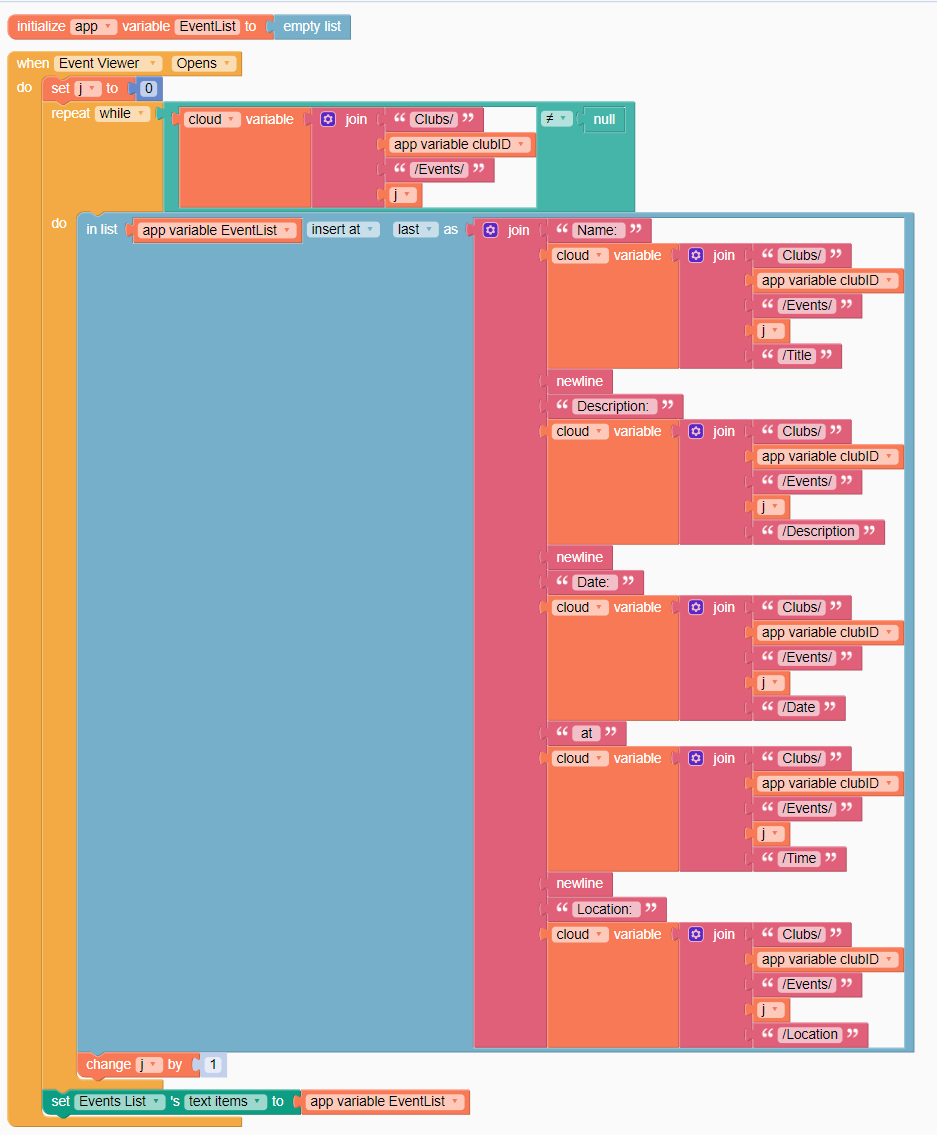 initialize app variable EventList to empty list
when Event Viewer Opens
do set j to 0
repeat while cloud variable join “ Clubs/ ” ≠ null
app variable clubID
“ /Events/ ”
j
do in list app variable EventList insert at last as join “ Name: ”
cloud variable join “ Clubs/ ”
app variable clubID
“ /Events/ ”
j
“ /Title ”
newline
“ Description: ”
cloud variable join “ Clubs/ ”
app variable clubID
“ /Events/ ”
j
“ /Description ”
newline
“ Date: ”
cloud variable join “ Clubs/ ”
app variable clubID
“ /Events/ ”
j
“ /Date ”
“ at ”
cloud variable join “ Clubs/ ”
app variable clubID
“ /Events/ ”
j
“ /Time ”
newline
“ Location: ”
cloud variable join “ Clubs/ ”
app variable clubID
“ /Events/ ”
j
“ /Location ”
change j by 1
set Events List 's text items to app variable EventList